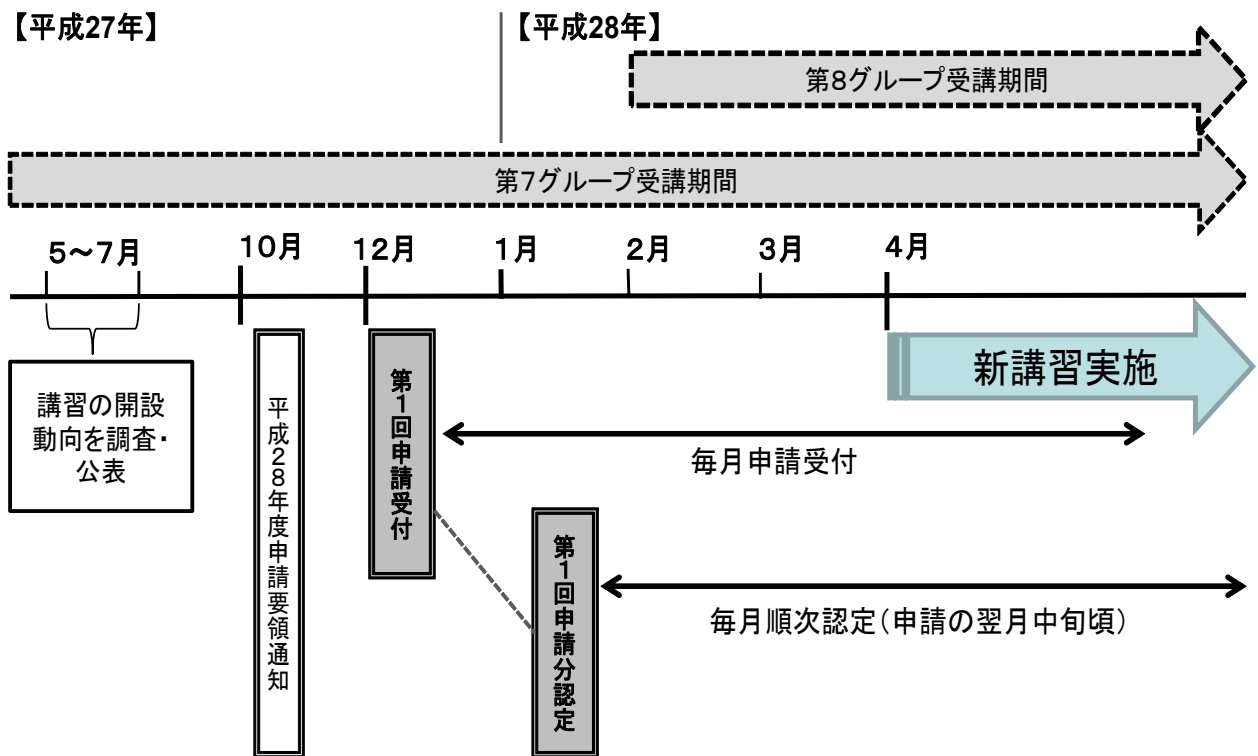 【平成27年】
【平成28年】
第8グループ受講期間
第7グループ受講期間
5~7月
10月
12月
1月
2月
3月
4月
講習の開設
動向を調査・
公表
平成28年度申請要領通知
第1回申請受付
新講習実施
毎月申請受付
第1回申請分認定
毎月順次認定(申請の翌月中旬頃)